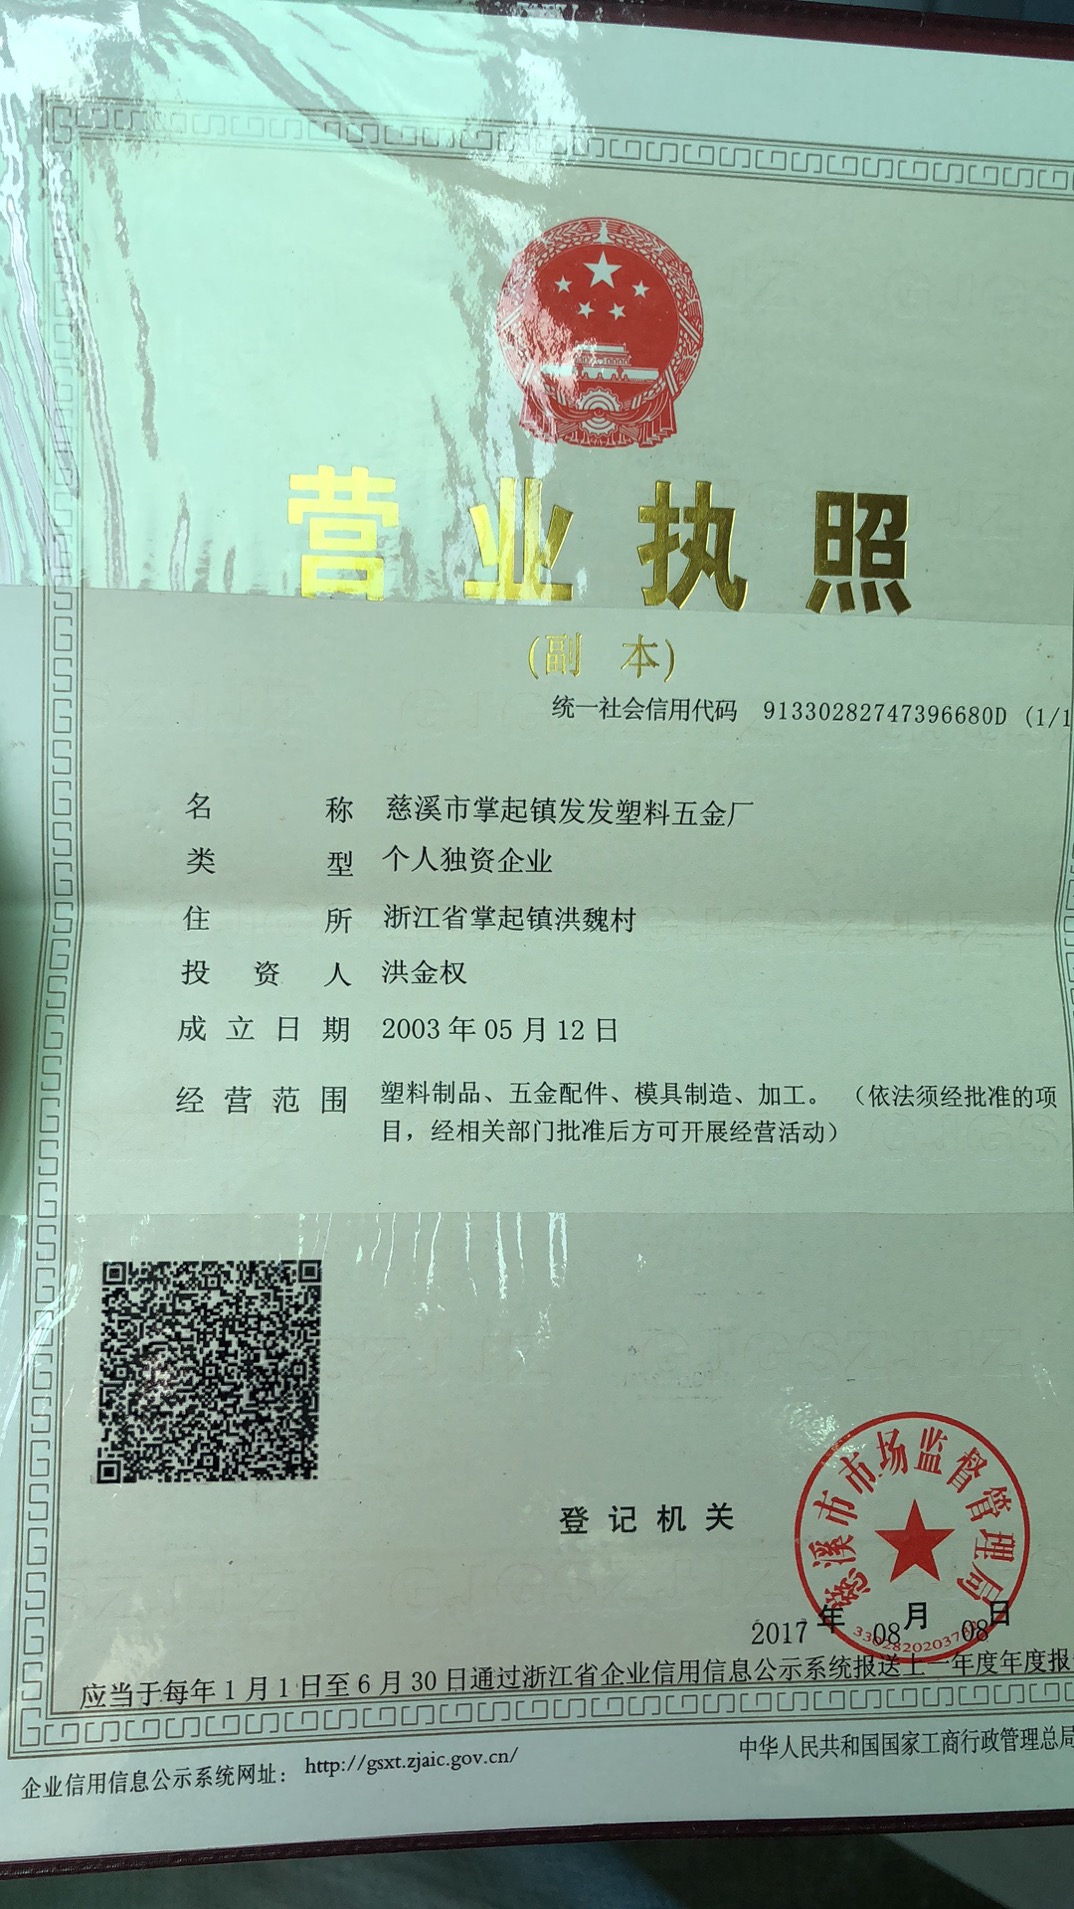 营业执照
(副 本)
统一社会信用代码 91330282747396680D (1/1
名 称 慈溪市掌起镇发发塑料五金厂
类 型 个人独资企业
住 所 浙江省掌起镇洪魏村
投 资 人 洪金权
成 立 日 期 2003 年 05 月 12 日
经 营 范 围 塑料制品、五金配件、模具制造、加工。（依法须经批准的项
目，经相关部门批准后方可开展经营活动）
登 记 机 关
慈溪市市场监督管理局
2017 年 08 月 08 日
应当于每年 1 月 1 日至 6 月 30 日通过浙江省企业信用信息公示系统报送上一年度年度报
企业信用信息公示系统网址： http://gsxt.zjaic.gov.cn/
中华人民共和国国家工商行政管理总局